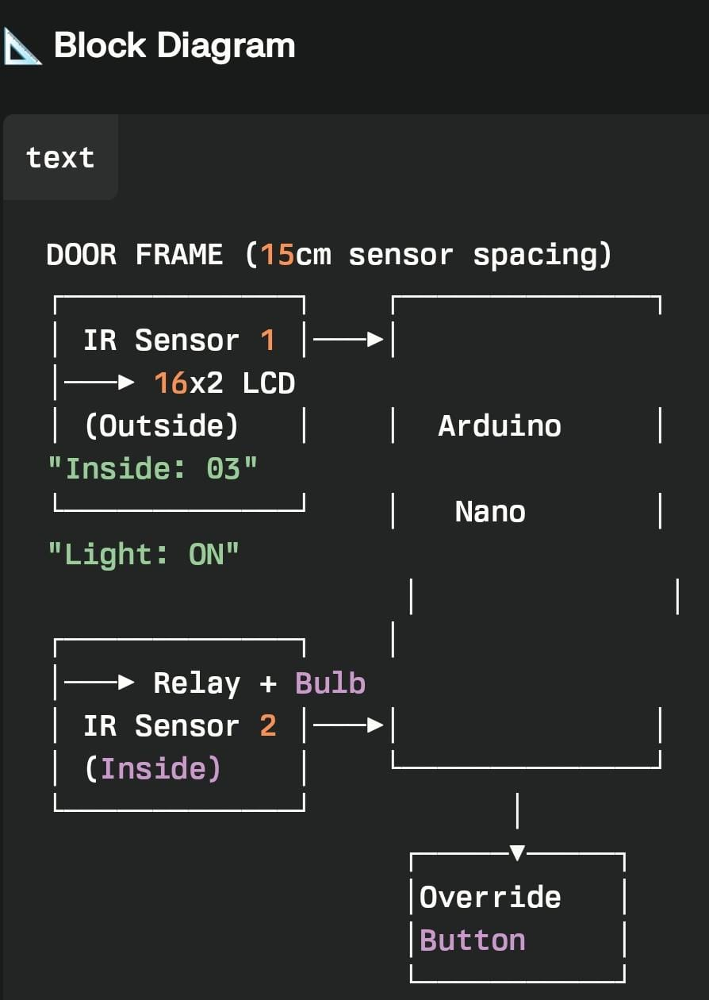 Block Diagram
text
DOOR FRAME (15cm sensor spacing)
IR Sensor 1
16x2 LCD
(Outside) Arduino
"Inside: 03"
Nano
"Light: ON"
Relay + Bulb
IR Sensor 2
(Inside)
Override
Button